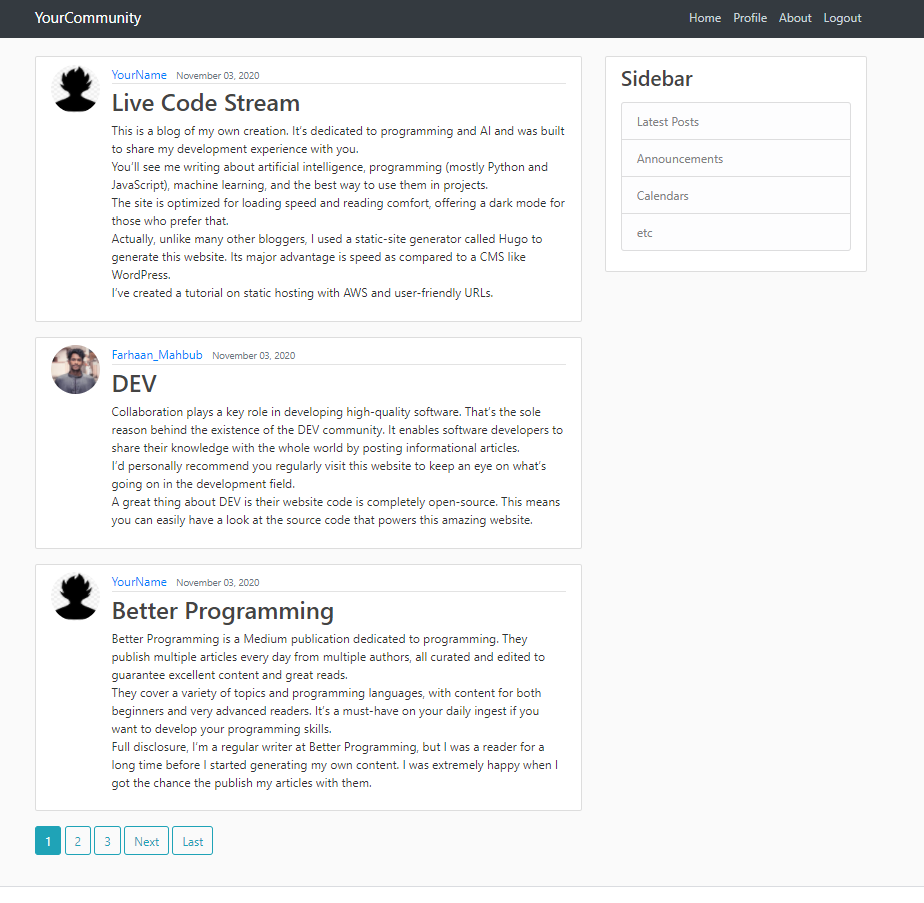 YourCommunity
Home Profile About Logout
YourName November 03, 2020
Live Code Stream
This is a blog of my own creation. It's dedicated to programming and AI and was built
to share my development experience with you.
You'll see me writing about artificial intelligence, programming (mostly Python and
JavaScript), machine learning, and the best way to use them in projects.
The site is optimized for loading speed and reading comfort, offering a dark mode for
those who prefer that.
Actually, unlike many other bloggers, I used a static-site generator called Hugo to
generate this website. Its major advantage is speed as compared to a CMS like
WordPress.
I've created a tutorial on static hosting with AWS and user-friendly URLs.
Farhaan_Mahbub November 03, 2020
DEV
Collaboration plays a key role in developing high-quality software. That's the sole
reason behind the existence of the DEV community. It enables software developers to
share their knowledge with the whole world by posting informational articles.
I'd personally recommend you regularly visit this website to keep an eye on what's
going on in the development field.
A great thing about DEV is their website code is completely open-source. This means
you can easily have a look at the source code that powers this amazing website.
YourName November 03, 2020
Better Programming
Better Programming is a Medium publication dedicated to programming. They
publish multiple articles every day from multiple authors, all curated and edited to
guarantee excellent content and great reads.
They cover a variety of topics and programming languages, with content for both
beginners and very advanced readers. It's a must-have on your daily ingest if you
want to develop your programming skills.
Full disclosure, I'm a regular writer at Better Programming, but I was a reader for a
long time before I started generating my own content. I was extremely happy when I
got the chance the publish my articles with them.
1 2 3 Next Last
Sidebar
Latest Posts
Announcements
Calendars
etc